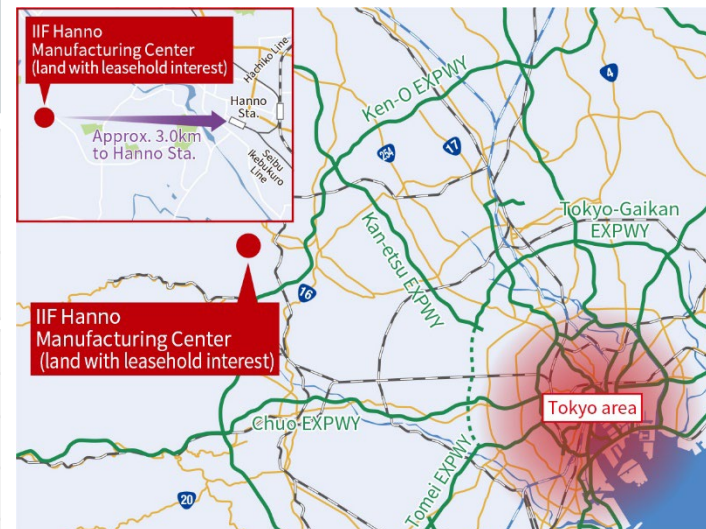 IIF Hanno
Manufacturing Center
(land with leasehold interest)
Hachiko Line
Hanno
Sta.
Approx. 3.0km
to Hanno Sta.
Seibu
Ikebukuro
Line
Ken-O EXPWY
4
254
17
Tokyo-Gaikan
EXPWY
Kan-etsu EXPWY
16
IIF Hanno
Manufacturing Center
(land with leasehold interest)
Tokyo area
Chuo EXPWY
Tomei EXPWY
20